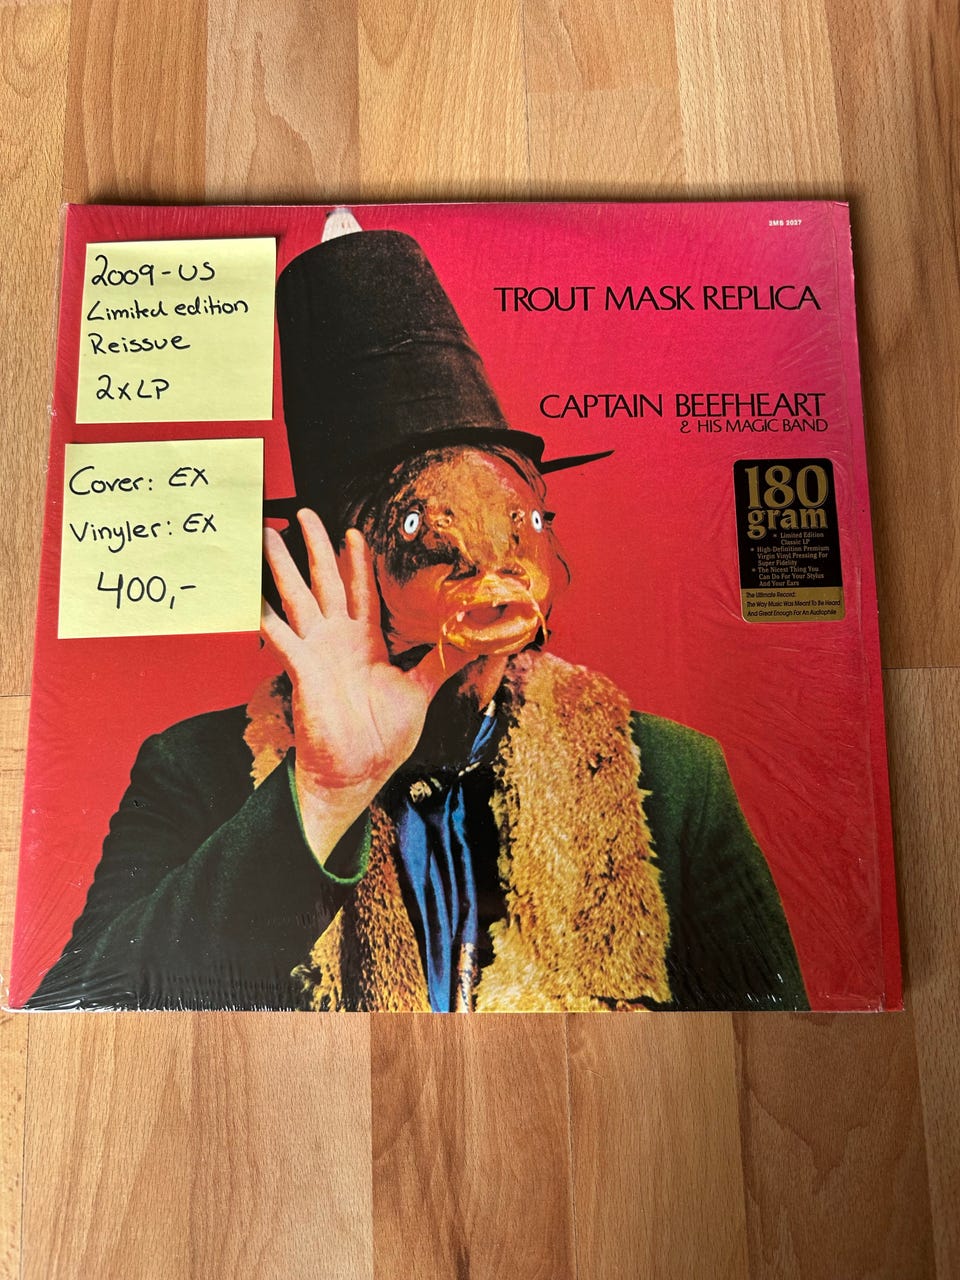 2MS 2027
TROUT MASK REPLICA
CAPTAIN BEEFHEART
& HIS MAGIC BAND
2009-US
Limited edition
Reissue
2xLP
Cover: EX
Vinyler: EX
400,-
180
gram
* Limited Edition
Classic LP
* High-Definition Premium
Virgin Vinyl Pressing For
Super Fidelity
* The Nicest Thing You
Can Do For Your Stylus
And Your Ears
The Ultimate Record:
The Way Music Was Meant To Be Heard
And Great Enough For An Audiophile